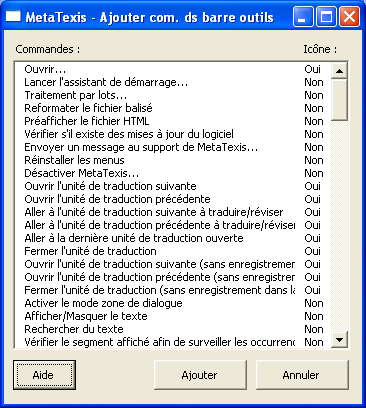 MetaTexis - Ajouter com. ds barre outils
Commandes : Icône :
Ouvrir... Oui
Lancer l'assistant de démarrage... Non
Traitement par lots... Non
Reformater le fichier balisé Non
Préafficher le fichier HTML Non
Vérifier s'il existe des mises à jour du logiciel Non
Envoyer un message au support de MetaTexis... Non
Réinstaller les menus Non
Désactiver MetaTexis... Non
Ouvrir l'unité de traduction suivante Oui
Ouvrir l'unité de traduction précédente Oui
Aller à l'unité de traduction suivante à traduire/réviser Oui
Aller à l'unité de traduction précédente à traduire/réviser Oui
Aller à la dernière unité de traduction ouverte Oui
Fermer l'unité de traduction Oui
Ouvrir l'unité de traduction suivante (sans enregistrement Oui
Ouvrir l'unité de traduction précédente (sans enregistrem Oui
Fermer l'unité de traduction (sans enregistrement dans la Oui
Activer le mode zone de dialogue Non
Afficher/Masquer le texte Non
Rechercher du texte Non
Vérifier le segment affiché afin de surveiller les occurrenc Non
Aide Ajouter Annuler